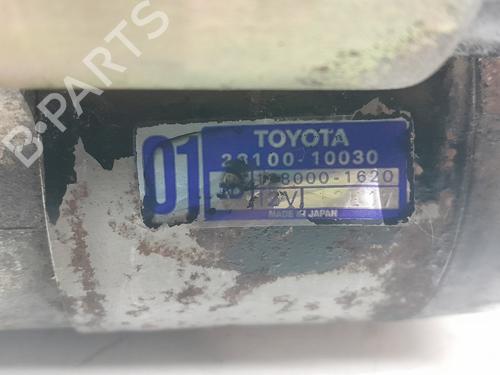 B-PARTS
01
TOYOTA
28100-10030
8000-1620
12V
MADE IN JAPAN